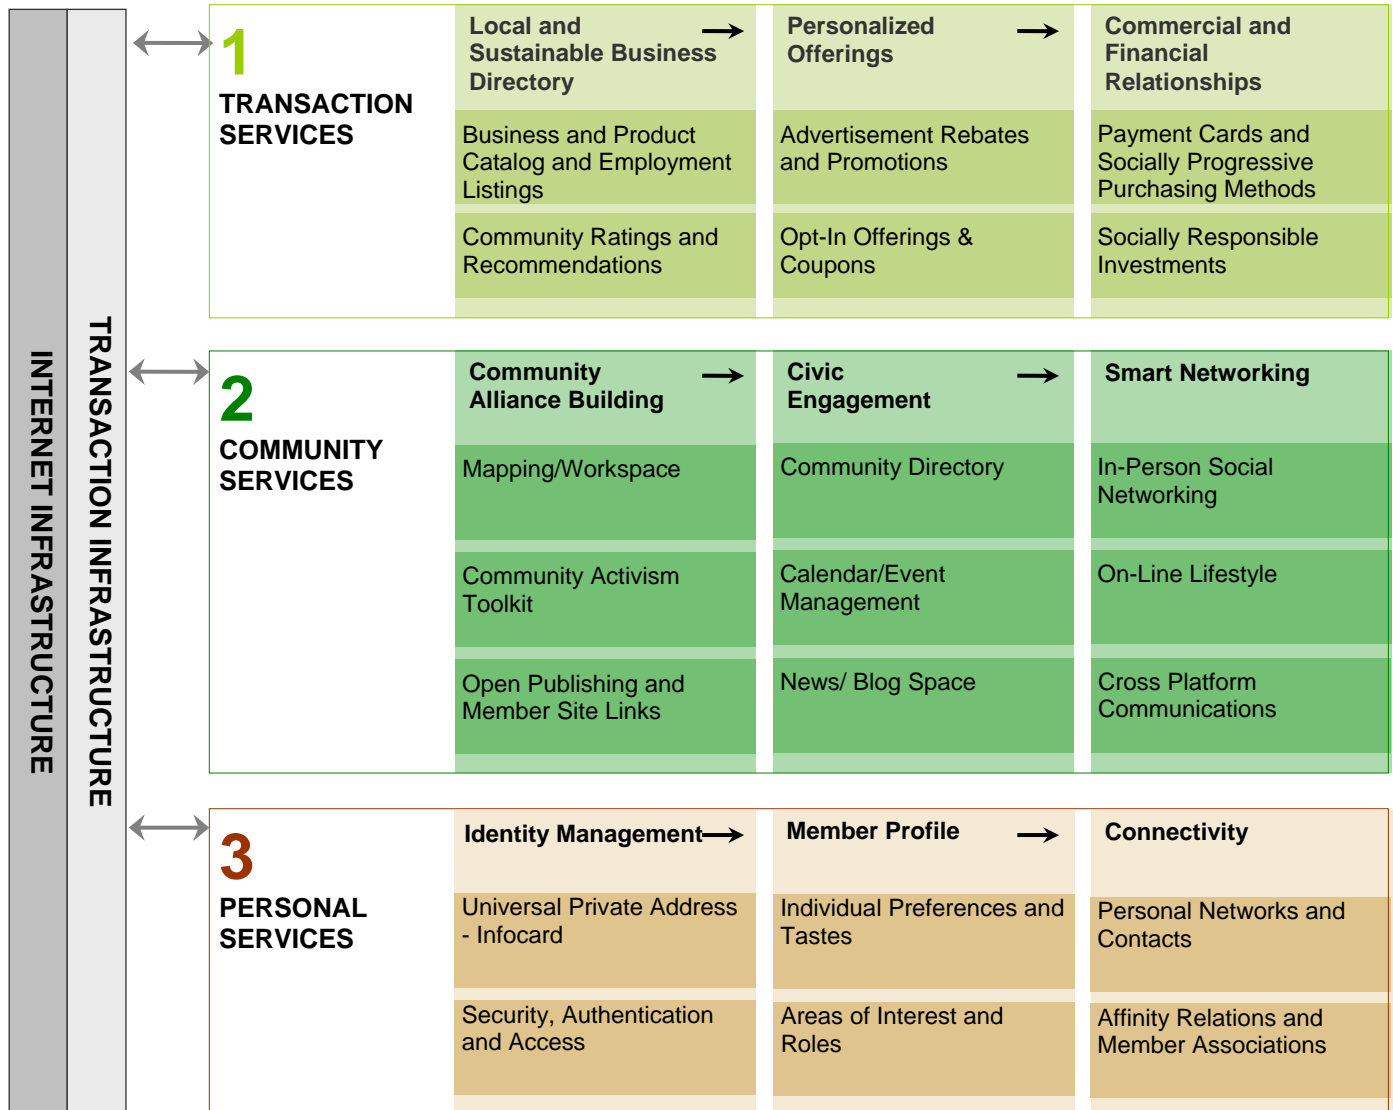 INTERNET INFRASTRUCTURE
TRANSACTION INFRASTRUCTURE
1
TRANSACTION
SERVICES
Local and
Sustainable Business
Directory
Personalized
Offerings
Commercial and
Financial
Relationships
Business and Product
Catalog and Employment
Listings
Advertisement Rebates
and Promotions
Payment Cards and
Socially Progressive
Purchasing Methods
Community Ratings and
Recommendations
Opt-In Offerings &
Coupons
Socially Responsible
Investments
2
COMMUNITY
SERVICES
Community
Alliance Building
Civic
Engagement
Smart Networking
Mapping/Workspace
Community Directory
In-Person Social
Networking
Community Activism
Toolkit
Calendar/Event
Management
On-Line Lifestyle
Open Publishing and
Member Site Links
News/ Blog Space
Cross Platform
Communications
3
PERSONAL
SERVICES
Identity Management
Member Profile
Connectivity
Universal Private Address
- Infocard
Individual Preferences and
Tastes
Personal Networks and
Contacts
Security, Authentication
and Access
Areas of Interest and
Roles
Affinity Relations and
Member Associations